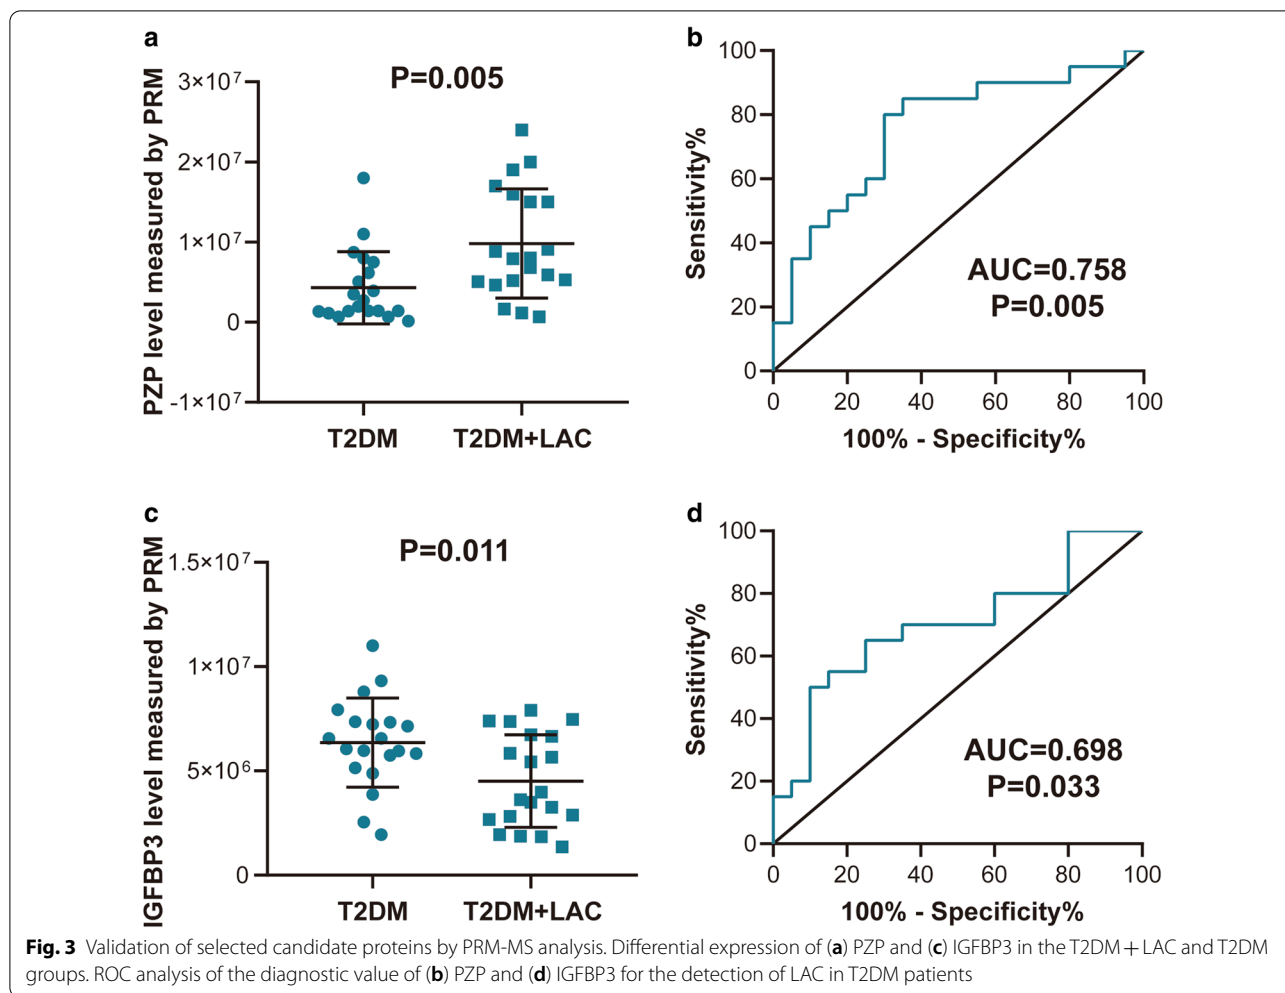 a
P=0.005
PZP level measured by PRM
3×10⁷
2×10⁷
1×10⁷
0
-1×10⁷
T2DM
T2DM+LAC
b
Sensitivity%
100
80
60
40
20
0
AUC=0.758
P=0.005
0
20
40
60
80
100
100% - Specificity%
c
P=0.011
IGFBP3 level measured by PRM
1.5×10⁷
1×10⁷
5×10⁶
0
T2DM
T2DM+LAC
d
Sensitivity%
100
80
60
40
20
0
AUC=0.698
P=0.033
0
20
40
60
80
100
100% - Specificity%
Fig. 3 Validation of selected candidate proteins by PRM-MS analysis. Differential expression of (a) PZP and (c) IGFBP3 in the T2DM + LAC and T2DM
groups. ROC analysis of the diagnostic value of (b) PZP and (d) IGFBP3 for the detection of LAC in T2DM patients